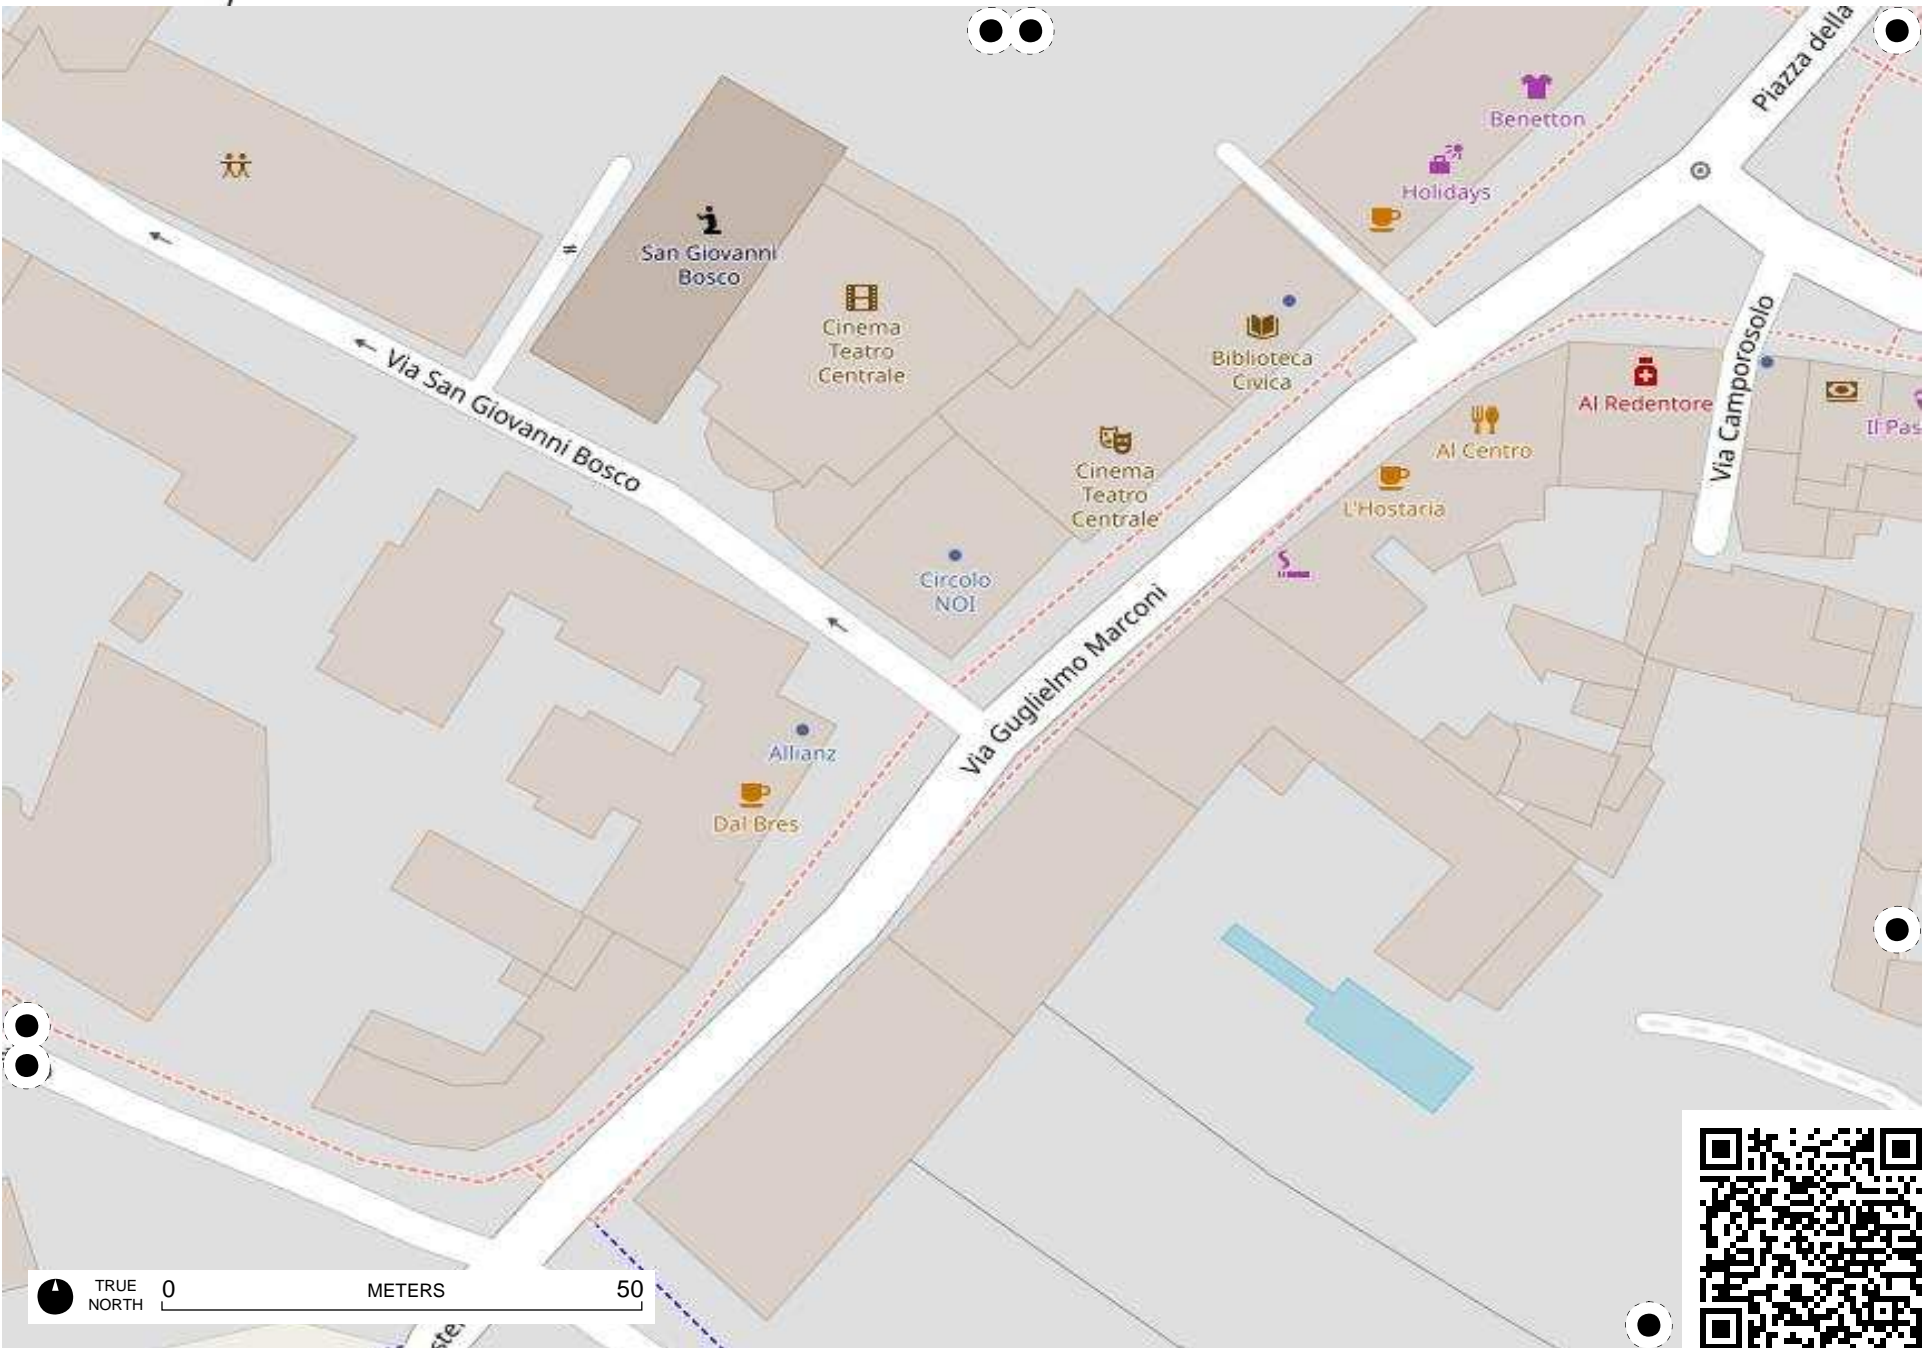 Piazza della
Benetton
Holidays
San Giovanni
Bosco
Cinema
Teatro
Centrale
Biblioteca
Civica
Via Camporosolo
Al Redentore
Il Pas
Al Centro
L'Hostaria
Via San Giovanni Bosco
Cinema
Teatro
Centrale
Circolo
NOI
Via Guglielmo Marconi
Allianz
Dal Bres
TRUE
NORTH
0
METERS
50